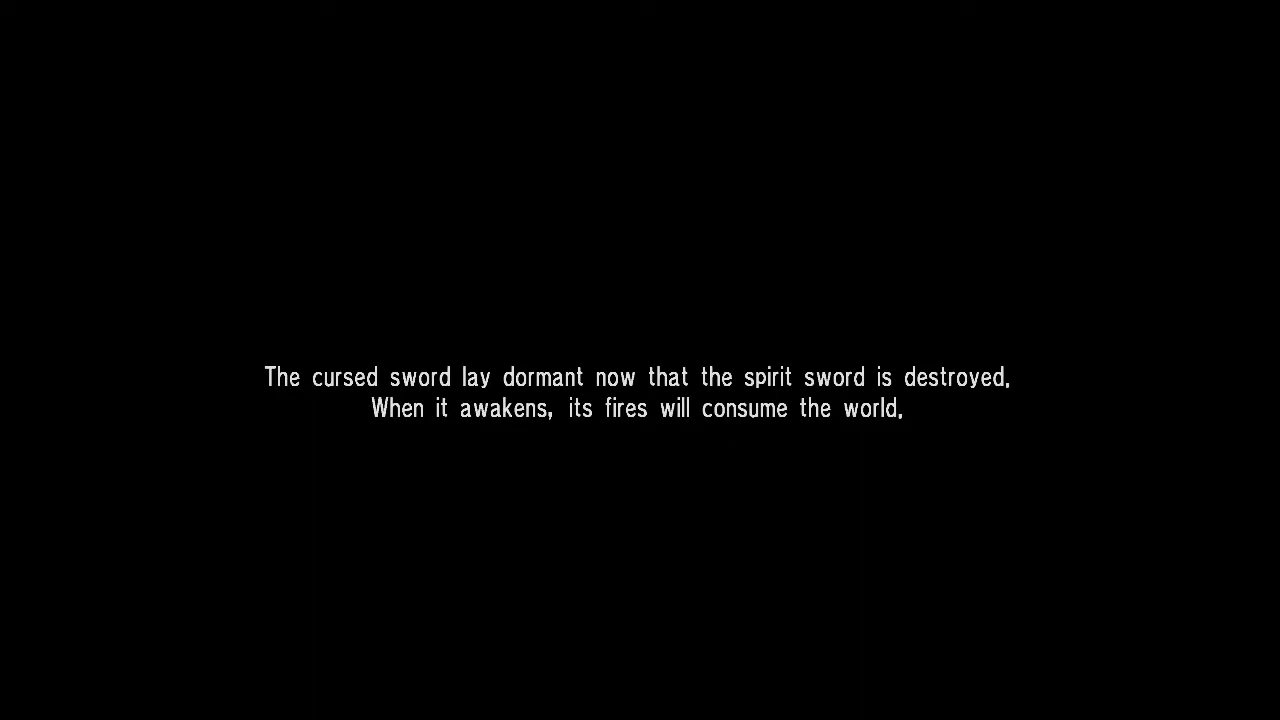 The cursed sword lay dormant now that the spirit sword is destroyed.
When it awakens, its fires will consume the world.